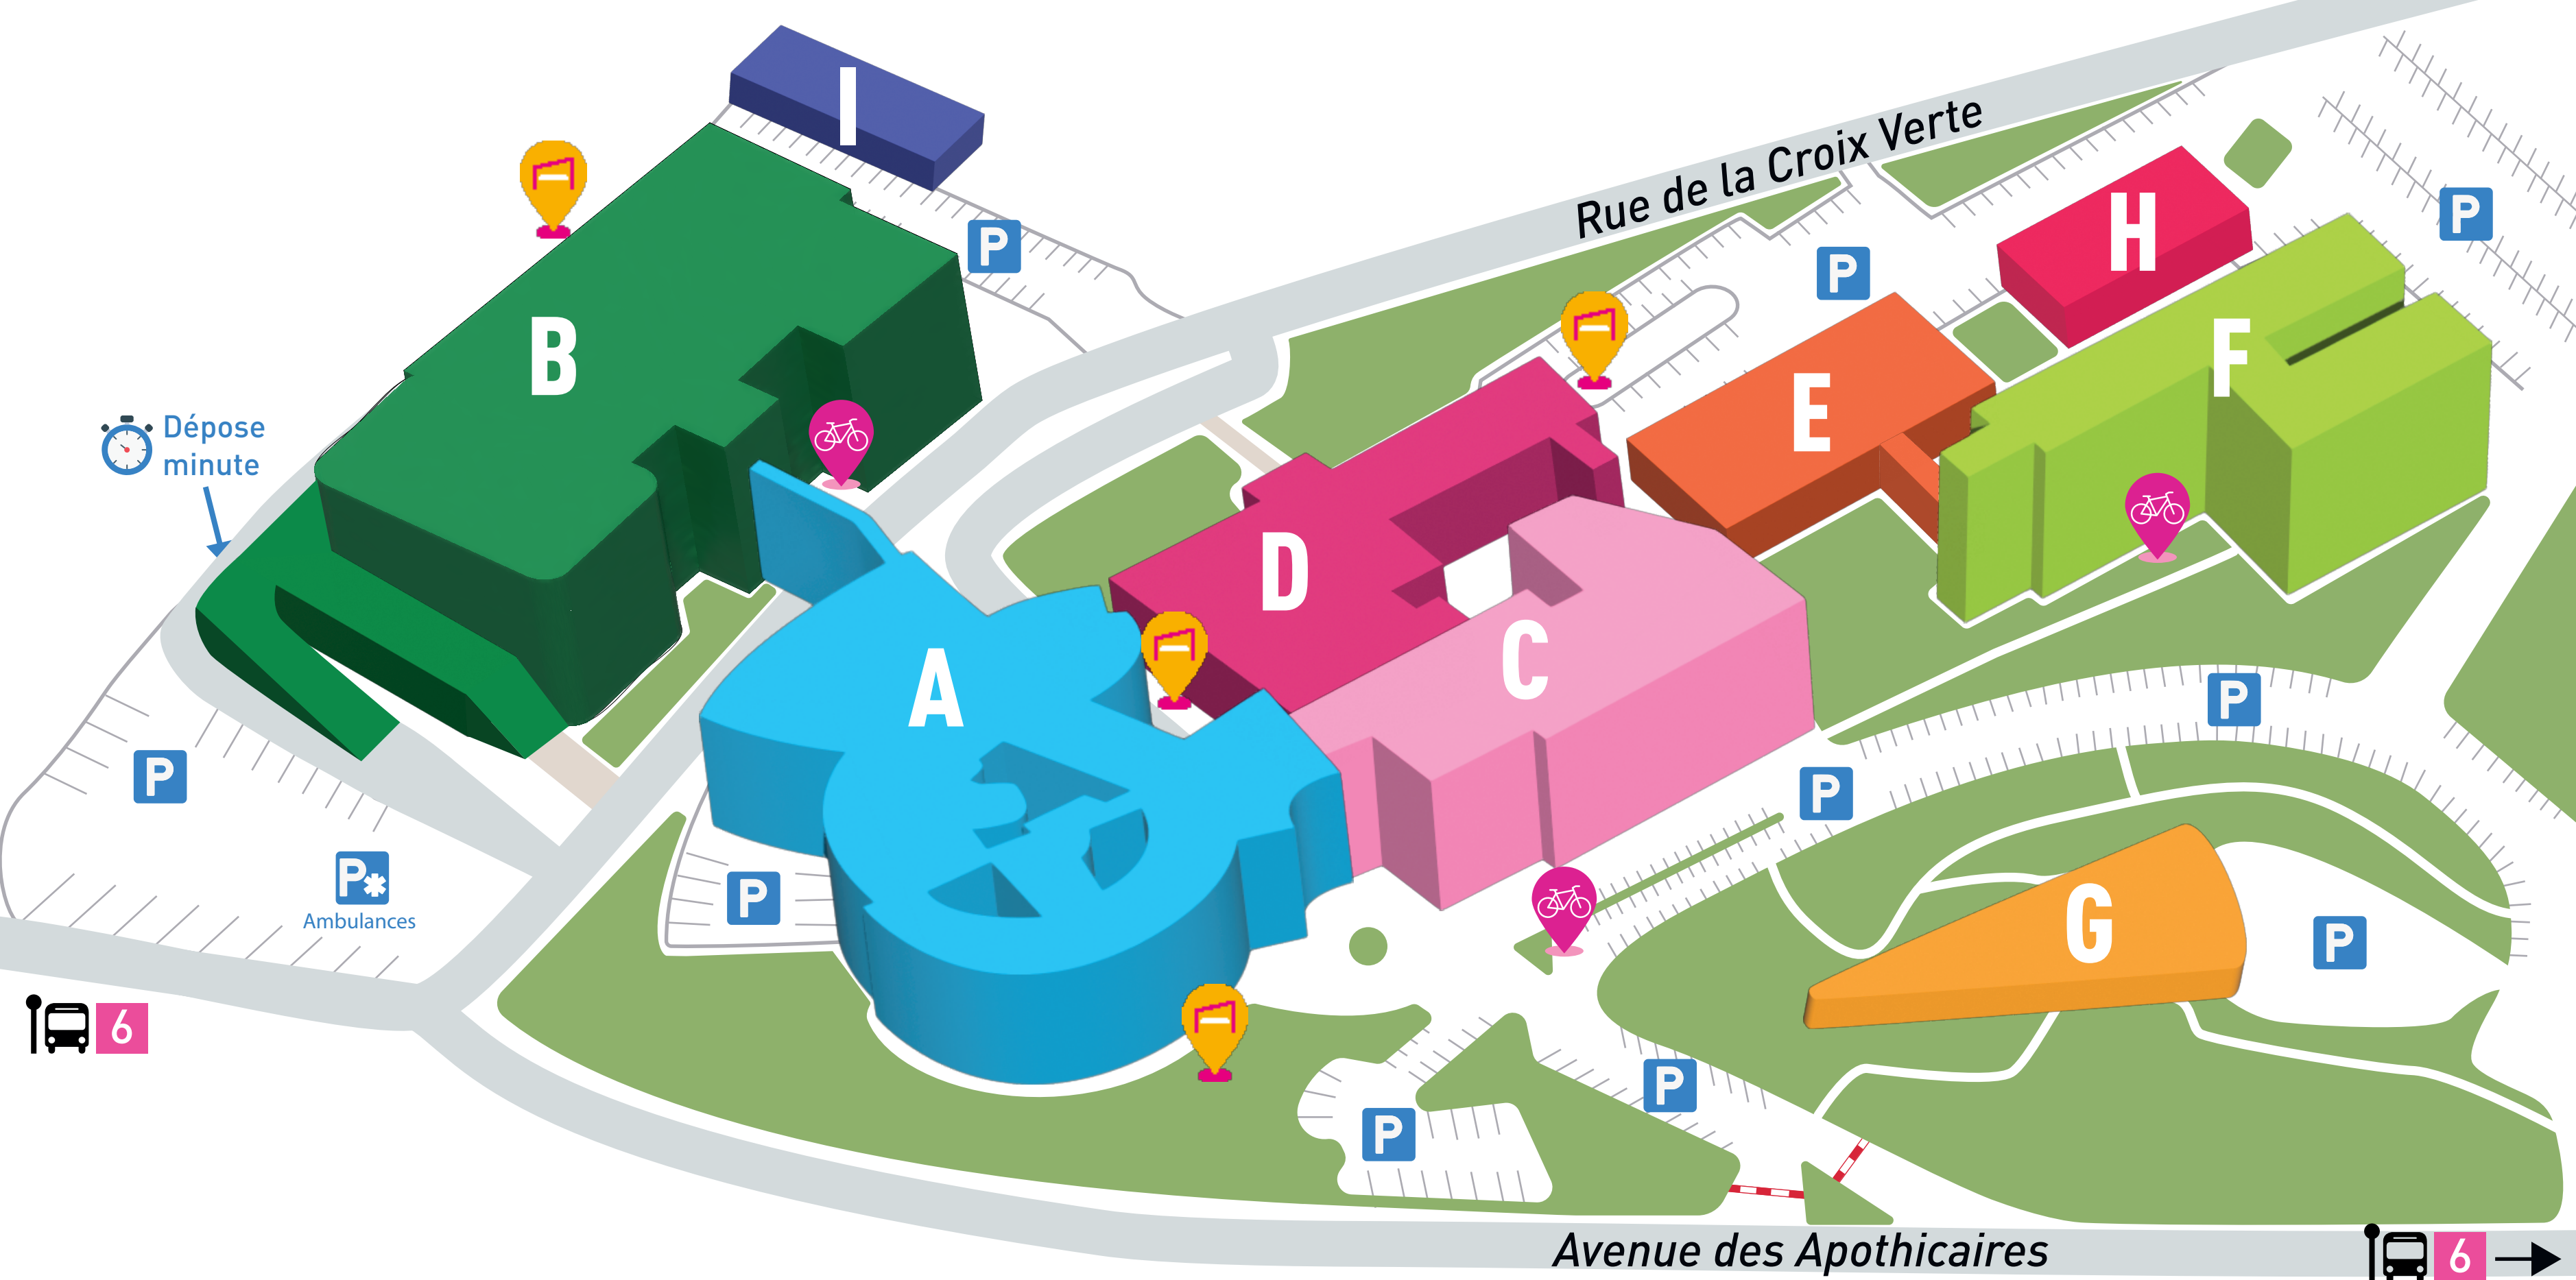 I
Rue de la Croix Verte
H
P
P
P
B
F
E
Dépose
minute
D
C
A
P
P
P
P
P
Ambulances
P
G
P
6
P
P
Avenue des Apothicaires
6